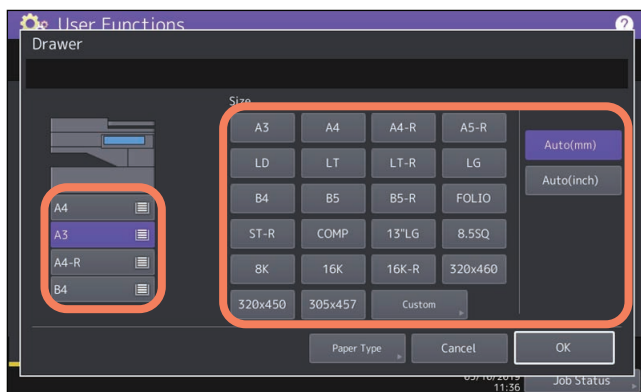 User Functions
?
Drawer
Size
A3 A4 A4-R A5-R
LD LT LT-R LG
B4 B5 B5-R FOLIO
ST-R COMP 13"LG 8.5SQ
8K 16K 16K-R 320x460
320x450 305x457 Custom
Auto(mm)
Auto(inch)
A4
A3
A4-R
B4
Paper Type Cancel OK
11:36
Job Status